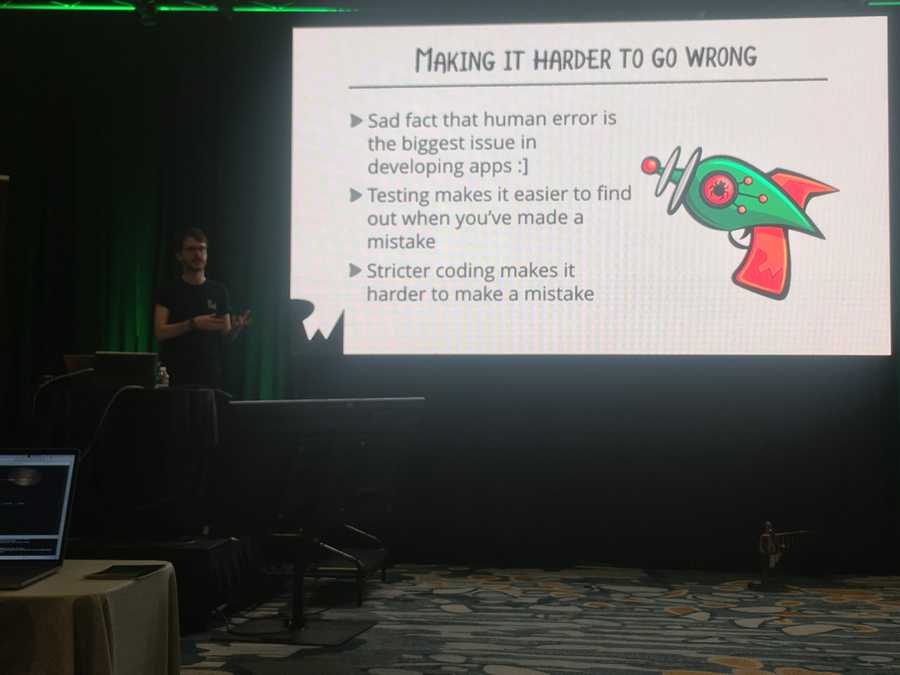 MAKING IT HARDER TO GO WRONG
Sad fact that human error is
the biggest issue in
developing apps :]
Testing makes it easier to find
out when you've made a
mistake
Stricter coding makes it
harder to make a mistake